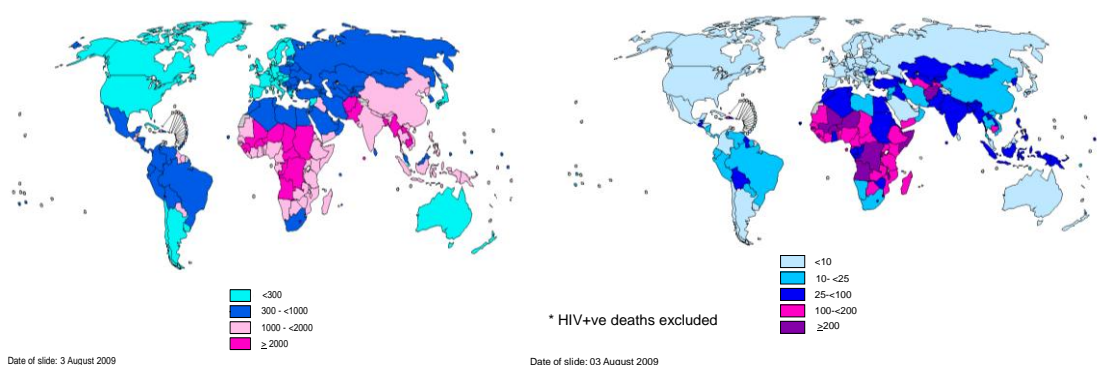 <300
300 - <1000
1000 - <2000
≥ 2000
Date of slide: 3 August 2009
<10
10- <25
25-<100
100-<200
≥200
* HIV+ve deaths excluded
Date of slide: 03 August 2009